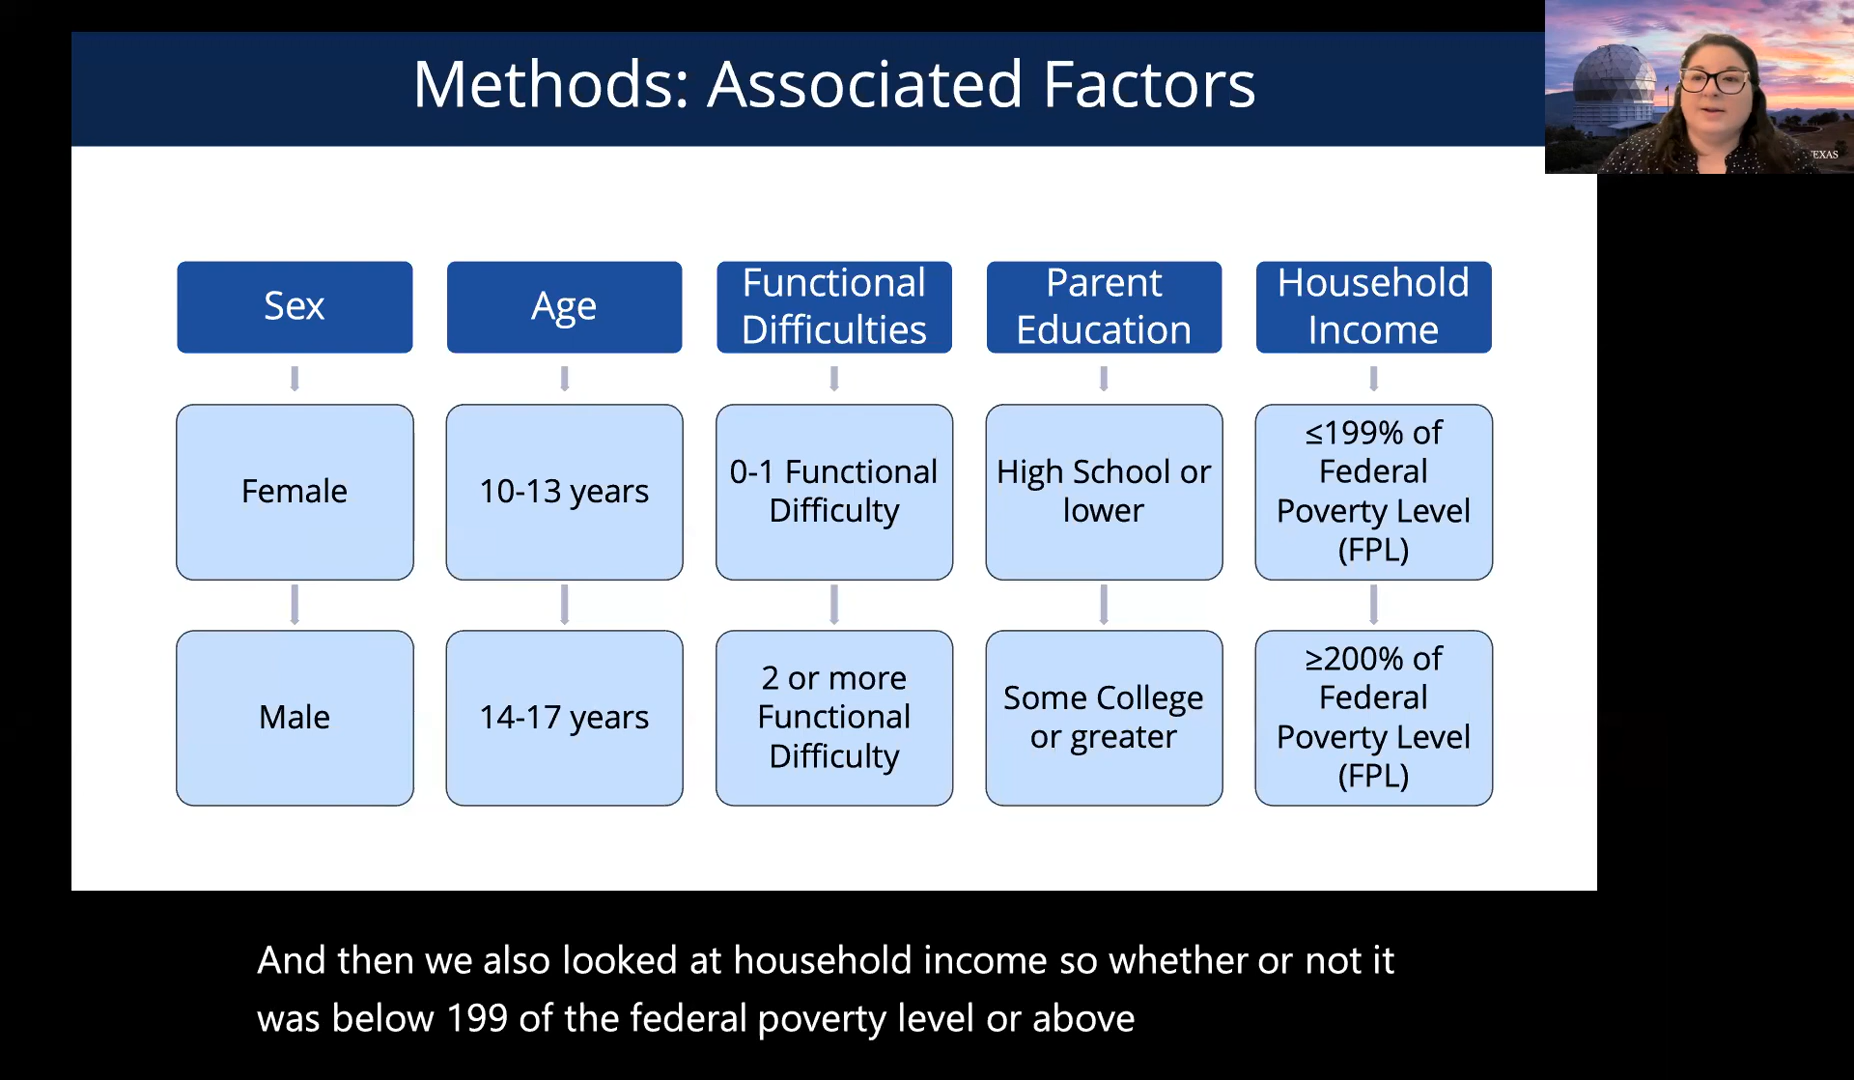 Methods: Associated Factors
EXAS
Sex
Age
Functional
Difficulties
Parent
Education
Household
Income
Female
10-13 years
0-1 Functional
Difficulty
High School or
lower
≤199% of
Federal
Poverty Level
(FPL)
Male
14-17 years
2 or more
Functional
Difficulty
Some College
or greater
≥200% of
Federal
Poverty Level
(FPL)
And then we also looked at household income so whether or not it
was below 199 of the federal poverty level or above